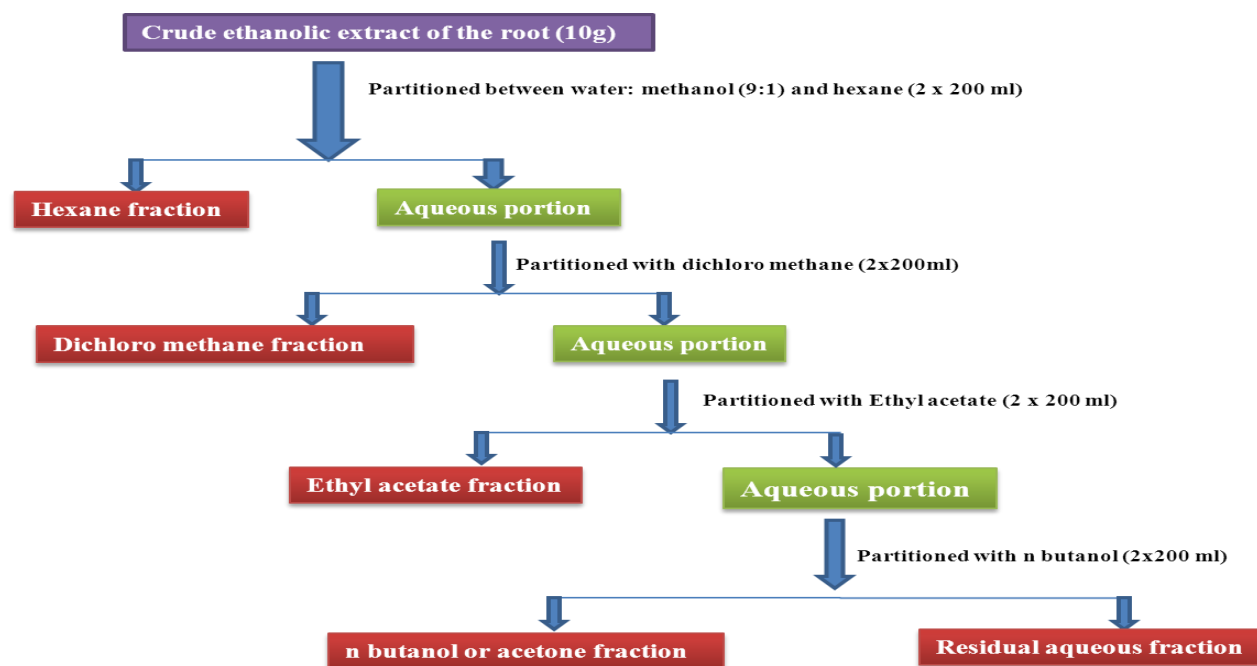 Crude ethanolic extract of the root (10g)
Partitioned between water: methanol (9:1) and hexane (2 x 200 ml)
Hexane fraction
Aqueous portion
Partitioned with dichloro methane (2x200ml)
Dichloro methane fraction
Aqueous portion
Partitioned with Ethyl acetate (2 x 200 ml)
Ethyl acetate fraction
Aqueous portion
Partitioned with n butanol (2x200 ml)
n butanol or acetone fraction
Residual aqueous fraction